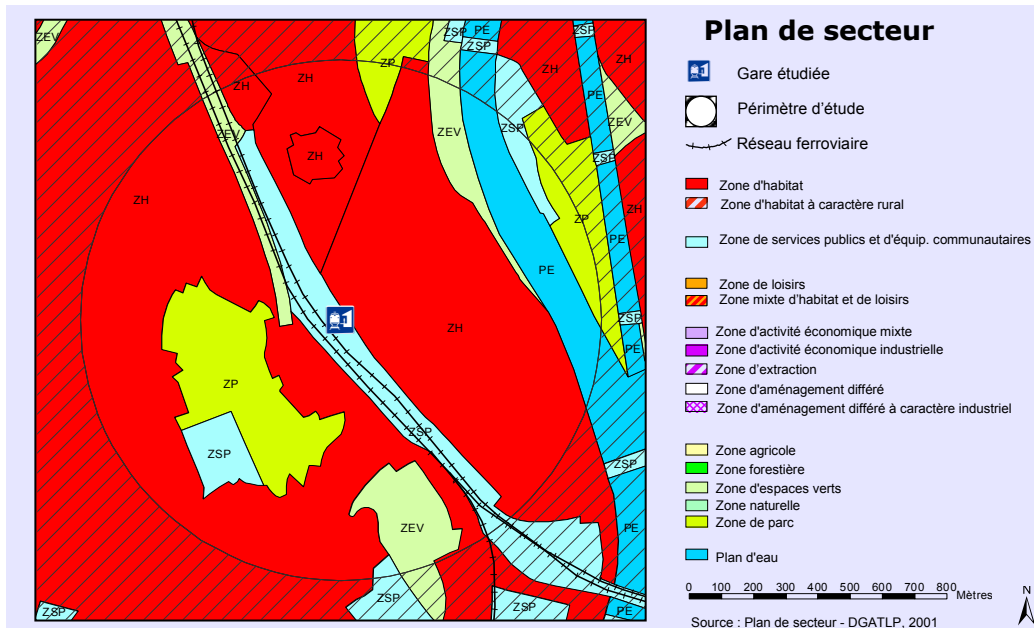 Plan de secteur
Gare étudiée
Périmètre d'étude
Réseau ferroviaire
Zone d'habitat
Zone d'habitat à caractère rural
Zone de services publics et d'équip. communautaires
Zone de loisirs
Zone mixte d'habitat et de loisirs
Zone d'activité économique mixte
Zone d'activité économique industrielle
Zone d'extraction
Zone d'aménagement différé
Zone d'aménagement différé à caractère industriel
Zone agricole
Zone forestière
Zone d'espaces verts
Zone naturelle
Zone de parc
Plan d'eau
0 100 200 300 400 500 600 700 800 Mètres
N
Source : Plan de secteur - DGATLP, 2001
ZEV
ZSP
PE
ZSP
ZSP
ZH
ZH
ZP
ZH
ZH
ZEV
ZEV
ZSP
ZEV
ZH
ZSP
ZH
ZH
ZP
PE
PE
ZSP
ZH
PE
ZP
ZSP
ZSP
ZSP
ZEV
PE
ZSP
ZSP
ZSP
PE